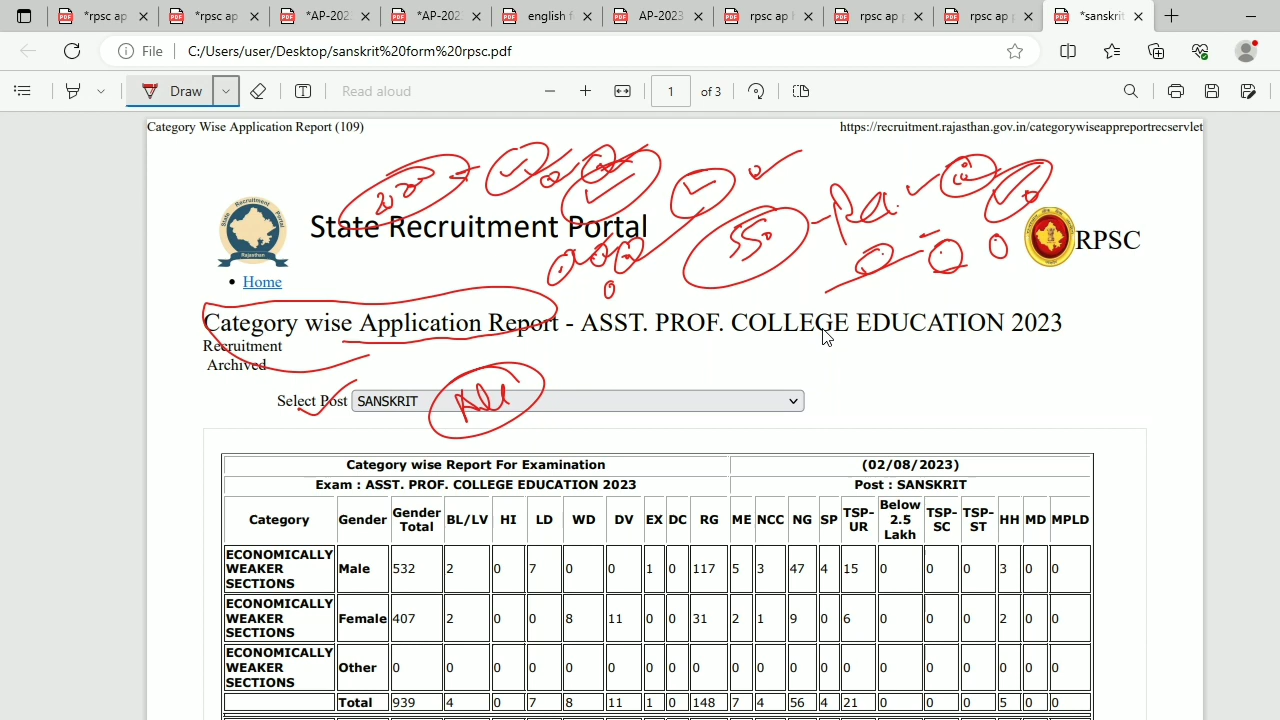 *rpsc ap
*rpsc ap
*AP-202
*AP-202
english f
AP-2023
rpsc ap
rpsc ap
rpsc ap
*sanskrit
File C:/Users/user/Desktop/sanskrit%20form%20rpsc.pdf
Draw Read aloud 1 of 3
Category Wise Application Report (109) https://recruitment.rajasthan.gov.in/categorywiseappreportrecservlet
State Recruitment Portal
Rajasthan
RPSC
550
• Home
Category wise Application Report - ASST. PROF. COLLEGE EDUCATION 2023
Recruitment
Archived
Select Post SANSKRIT
All
Category wise Report For Examination (02/08/2023)
Exam : ASST. PROF. COLLEGE EDUCATION 2023 Post : SANSKRIT
Category Gender Gender Total BL/LV HI LD WD DV EX DC RG ME NCC NG SP TSP-UR Below 2.5 Lakh TSP-SC TSP-ST HH MD MPLD
ECONOMICALLY WEAKER SECTIONS Male 532 2 0 7 0 0 1 0 117 5 3 47 4 15 0 0 0 3 0 0
ECONOMICALLY WEAKER SECTIONS Female 407 2 0 0 8 11 0 0 31 2 1 9 0 6 0 0 0 2 0 0
ECONOMICALLY WEAKER SECTIONS Other 0 0 0 0 0 0 0 0 0 0 0 0 0 0 0 0 0 0 0 0
Total 939 4 0 7 8 11 1 0 148 7 4 56 4 21 0 0 0 5 0 0